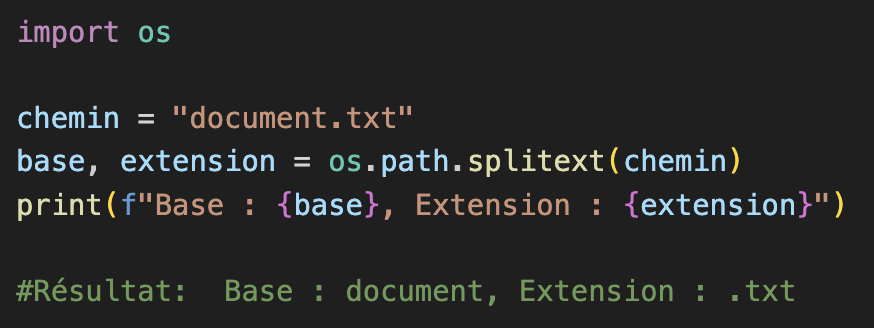 import os
chemin = "document.txt"
base, extension = os.path.splitext(chemin)
print(f"Base : {base}, Extension : {extension}")
#Résultat:  Base : document, Extension : .txt